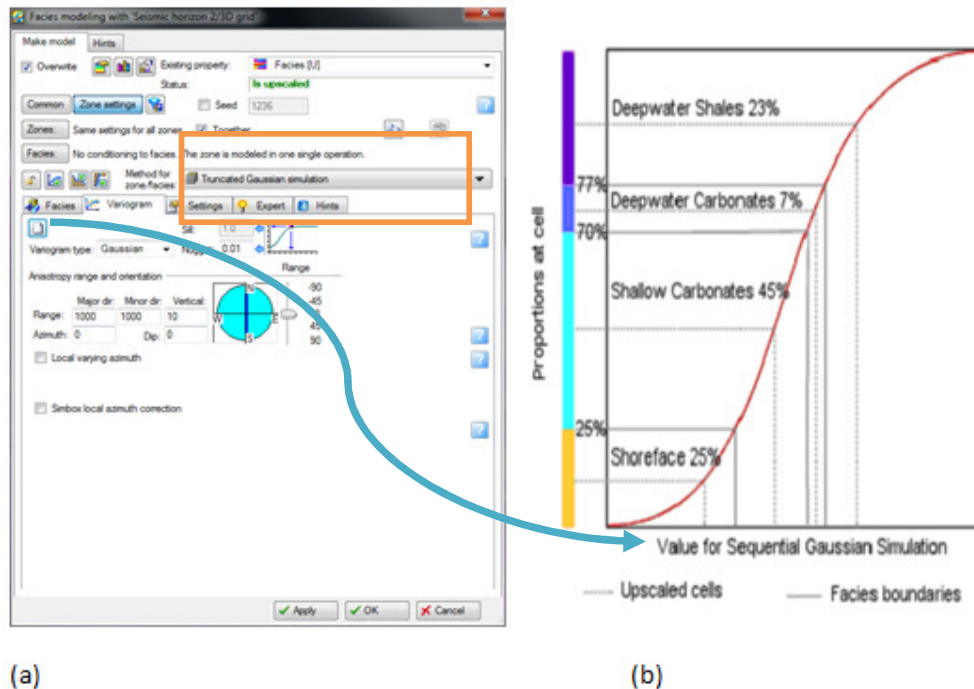 Facies modeling with 'Seismic horizon 2/3D grid'
Make model Hints
Overwrite Existing property: Facies [U]
Status: Is upscaled
Common Zone settings Seed 1236
Zones: Same settings for all zones. Together
Facies: No conditioning to facies. The zone is modeled in one single operation.
Method for zone/facies: Truncated Gaussian simulation
Facies Variogram Settings Expert Hints
Sill: 1.0
Variogram type: Gaussian Nugget: 0.01
Range
Anisotropy range and orientation
Major dir: Minor dir: Vertical:
Range: 1000 1000 10
Azimuth: 0 Dip: 0
N
W E
S
-90
-45
45
90
Local varying azimuth
Simbox local azimuth correction
Apply OK Cancel
(a)
Proportions at cell
Deepwater Shales 23%
77%
Deepwater Carbonates 7%
70%
Shallow Carbonates 45%
25%
Shoreface 25%
Value for Sequential Gaussian Simulation
Upscaled cells Facies boundaries
(b)